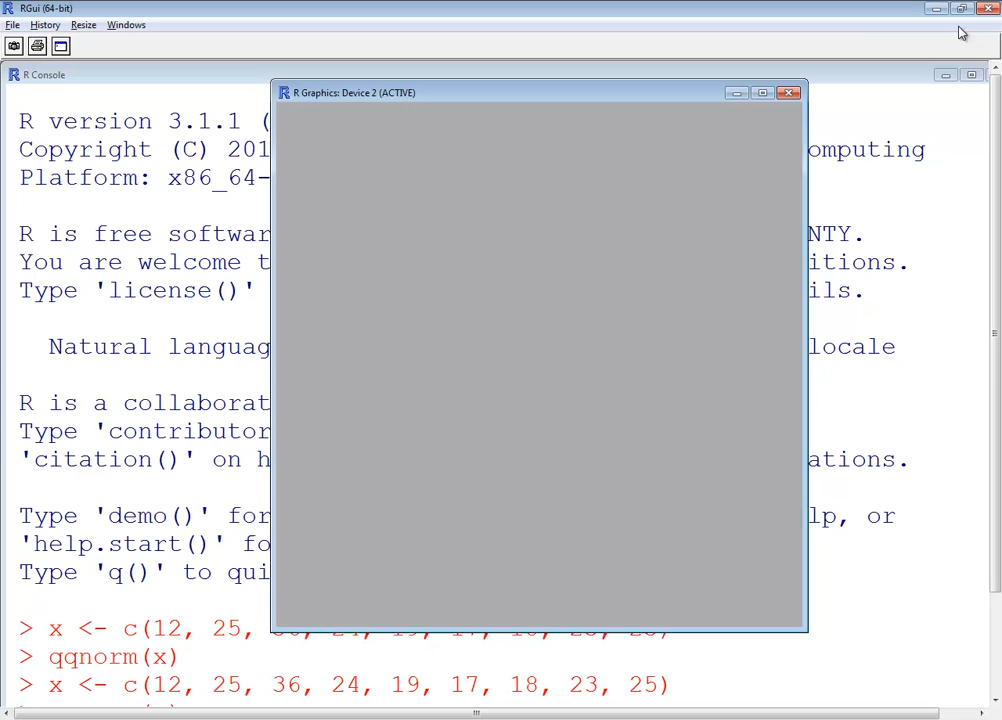 RGui (64-bit)
File History Resize Windows
R Console
R Graphics: Device 2 (ACTIVE)
R version 3.1.1 (
Copyright (C) 201 omputing
Platform: x86_64-
R is free softwar NTY.
You are welcome t itions.
Type 'license()' ils.
Natural languag locale
R is a collaborat
Type 'contributor
'citation()' on h ations.
Type 'demo()' for lp, or
'help.start()' fo
Type 'q()' to qui
> x <- c(12, 25,
> qqnorm(x)
> x <- c(12, 25, 36, 24, 19, 17, 18, 23, 25)